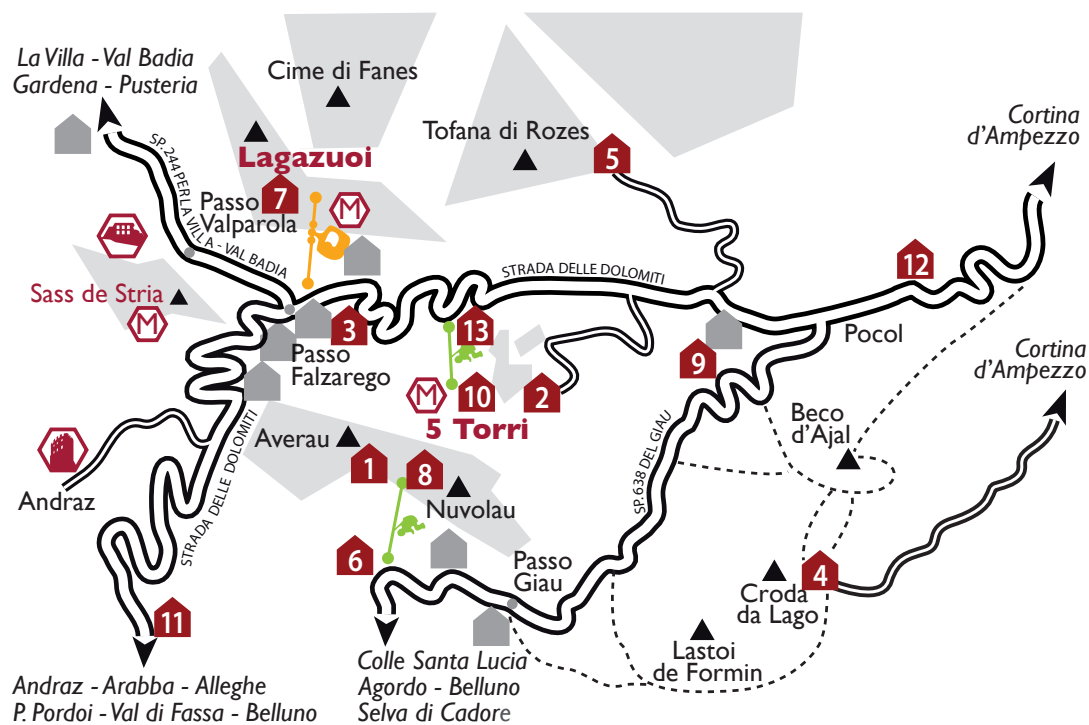 La Villa - Val Badia
Gardena - Pusteria
Cime di Fanes
Tofana di Rozes
5
Cortina
d'Ampezzo
SP.244 PER LA VILLA - VAL BADIA
Lagazuoi
7
M
Passo
Valparola
12
STRADA DELLE DOLOMITI
Sass de Stria
M
3
13
Pocol
Passo
Falzarego
9
Cortina
d'Ampezzo
M
10
2
5 Torri
Beco
d'Ajal
Averau
1
8
Nuvolau
SP.638 DEL GIAU
Andraz
STRADA DELLE DOLOMITI
6
Passo
Giau
4
Croda
da Lago
11
Lastoi
de Formin
Andraz - Arabba - Alleghe
P. Pordoi - Val di Fassa - Belluno
Colle Santa Lucia
Agordo - Belluno
Selva di Cadore